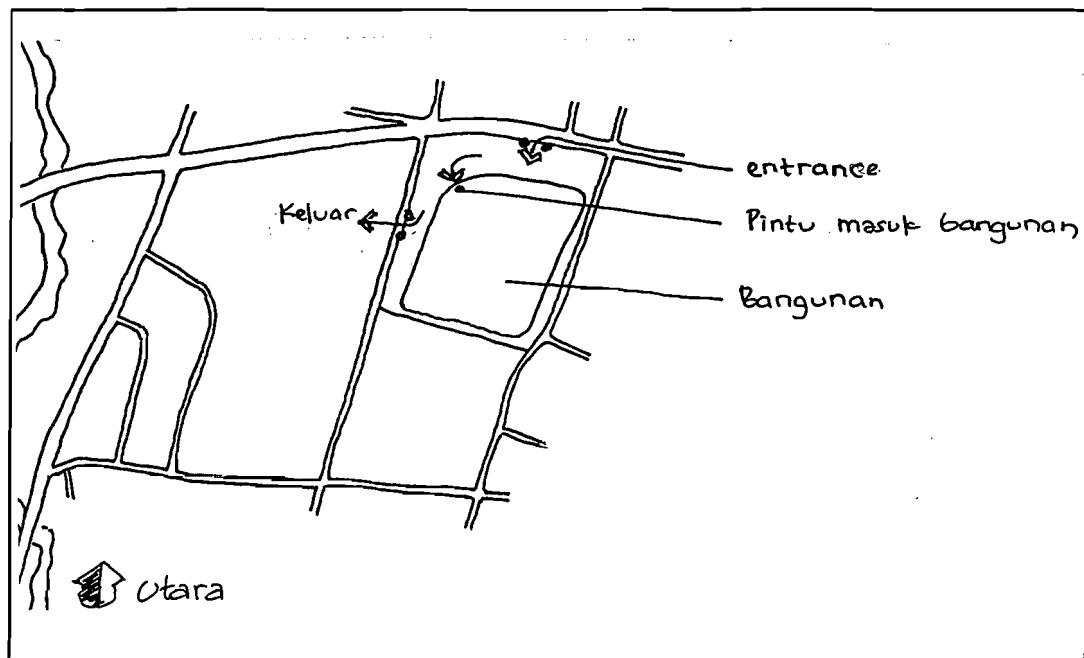 entrance
Pintu masuk bangunan
Keluar
Bangunan
Utara